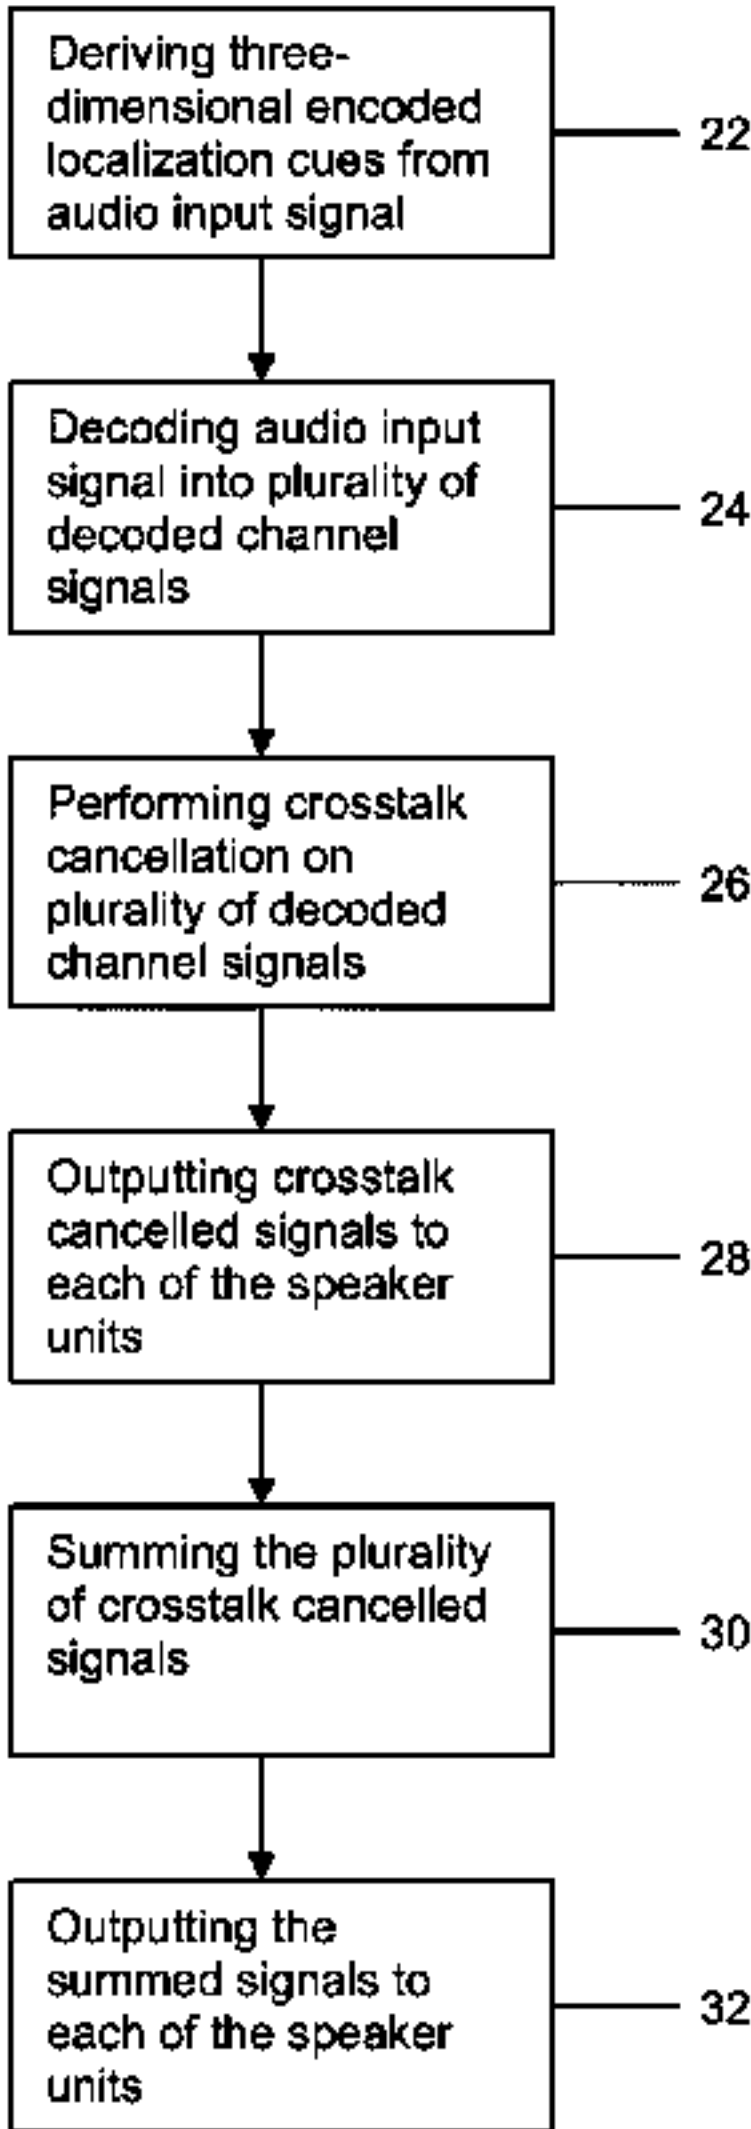 Deriving three-
dimensional encoded
localization cues from
audio input signal
22
Decoding audio input
signal into plurality of
decoded channel
signals
24
Performing crosstalk
cancellation on
plurality of decoded
channel signals
26
Outputting crosstalk
cancelled signals to
each of the speaker
units
28
Summing the plurality
of crosstalk cancelled
signals
30
Outputting the
summed signals to
each of the speaker
units
32